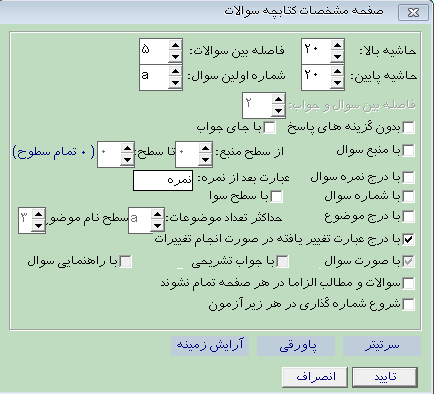 صفحه مشخصات کتابچه سوالات
حاشیه بالا: ۲۰ فاصله بین سوالات: ۵
حاشیه پایین: ۲۰ شماره اولین سوال: a
فاصله بین سوال و جواب: ۲
بدون گزینه های پاسخ با جای جواب
با منبع سوال از سطح منبع: ۰ تا سطح: ۰ (۰ تمام سطوح)
با درج نمره سوال عبارت بعد از نمره: نمره
با شماره سوال با سطح سوا
با درج موضوع حداکثر تعداد موضوعات: a سطح نام موضوع ۳
با درج عبارت تغییر یافته در صورت انجام تغییرات
با صورت سوال با جواب تشریحی با راهنمایی سوال
سوالات و مطالب الزاما در هر صفحه تمام نشوند
شروع شماره گذاری در هر زیر آزمون
سرتیتر پاورقی آرایش زمینه
تایید انصراف